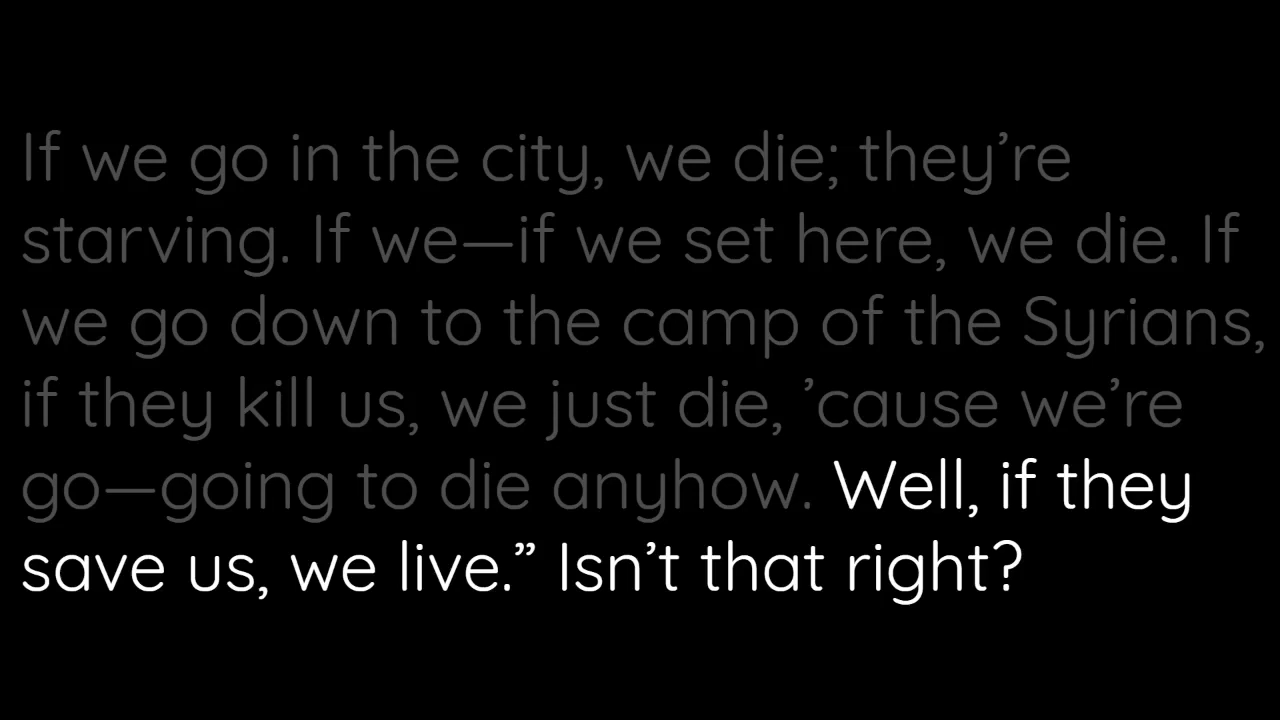 If we go in the city, we die; they’re
starving. If we—if we set here, we die. If
we go down to the camp of the Syrians,
if they kill us, we just die, ’cause we’re
go—going to die anyhow. Well, if they
save us, we live.” Isn’t that right?